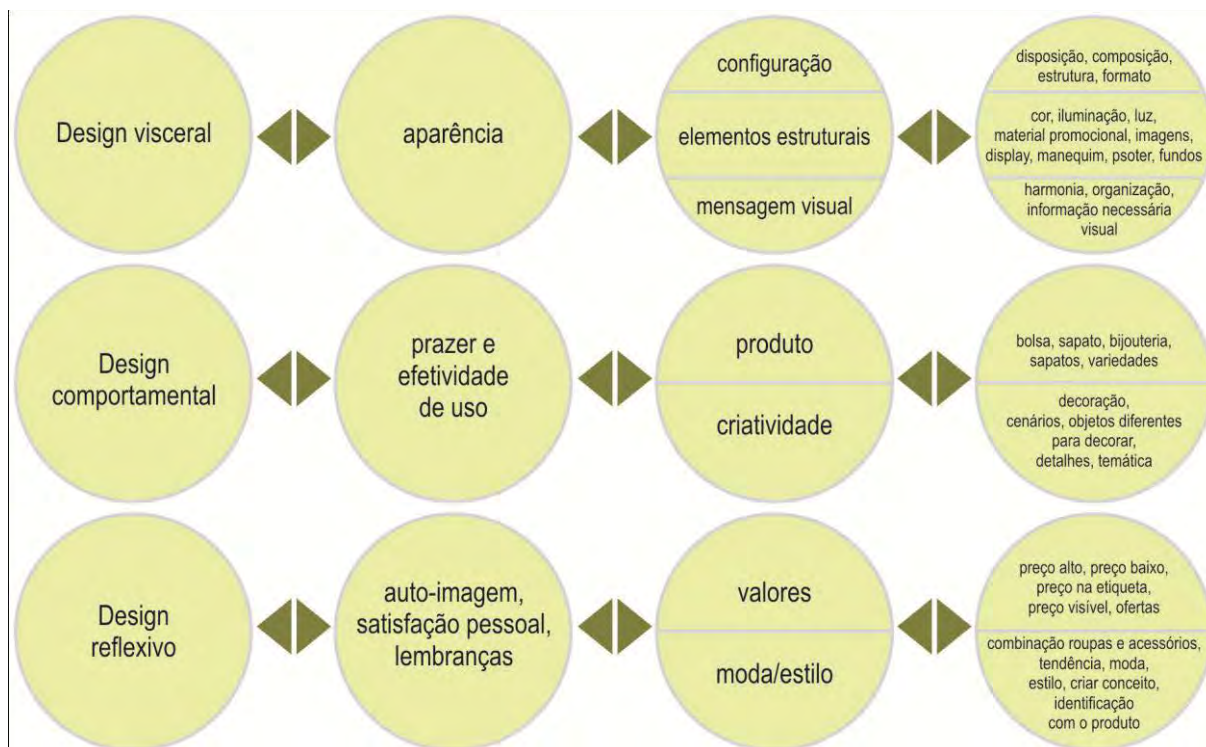 Design visceral
aparência
configuração
elementos estruturais
mensagem visual
disposição, composição,
estrutura, formato
cor, iluminação, luz,
material promocional, imagens,
display, manequim, psoter, fundos
harmonia, organização,
informação necessária
visual
Design
comportamental
prazer e
efetividade
de uso
produto
criatividade
bolsa, sapato, bijouteria,
sapatos, variedades
decoração,
cenários, objetos diferentes
para decorar,
detalhes, temática
Design
reflexivo
auto-imagem,
satisfação pessoal,
lembranças
valores
moda/estilo
preço alto, preço baixo,
preço na etiqueta,
preço visível, ofertas
combinação roupas e acessórios,
tendência, moda,
estilo, criar conceito,
identificação
com o produto